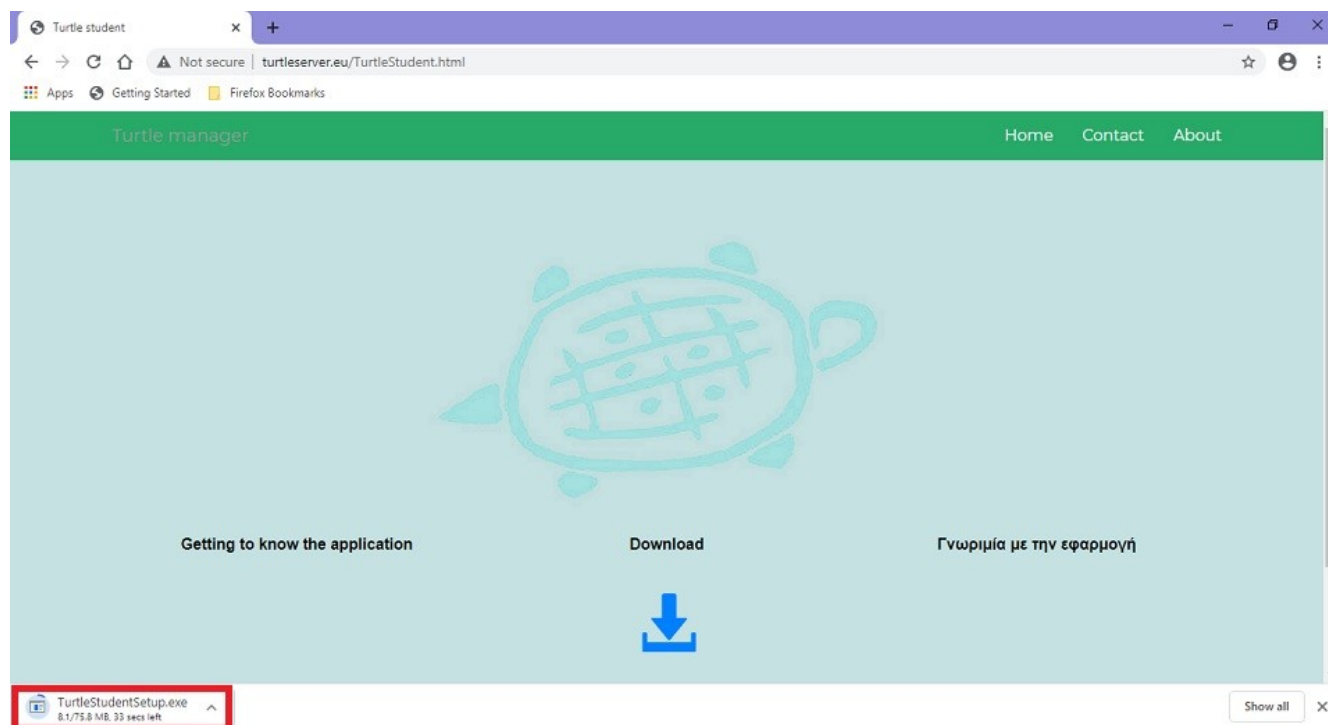 Turtle student
Not secure | turtleserver.eu/TurtleStudent.html
Apps Getting Started Firefox Bookmarks
Turtle manager Home Contact About
Getting to know the application Download Γνωριμία με την εφαρμογή
TurtleStudentSetup.exe
8.1/75.8 MB, 33 secs left
Show all